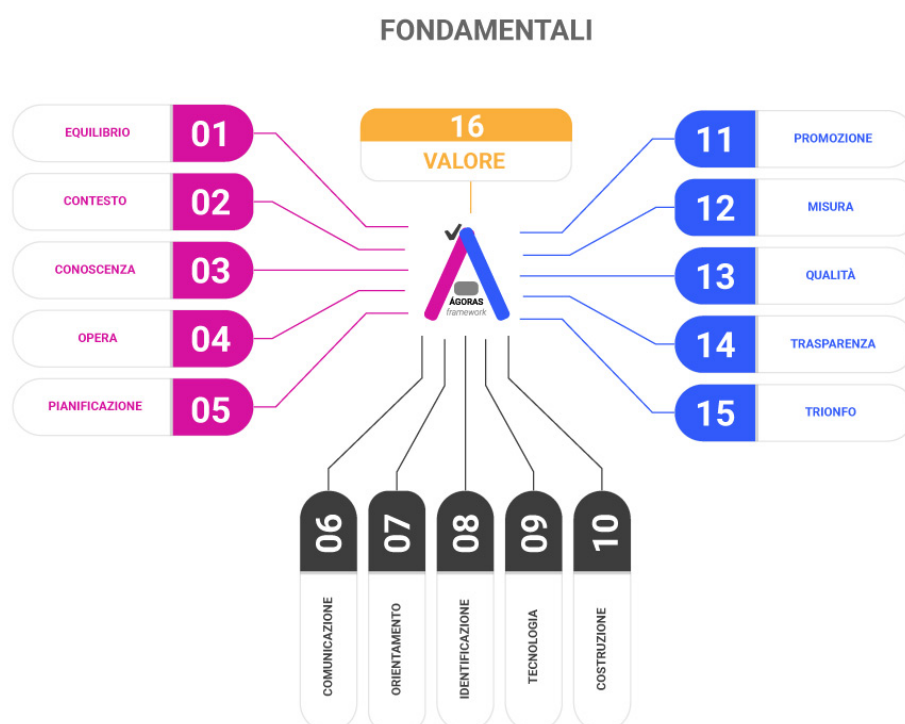 FONDAMENTALI
EQUILIBRIO 01
CONTESTO 02
CONOSCENZA 03
OPERA 04
PIANIFICAZIONE 05
16
VALORE
ÁGORAS
framework
11 PROMOZIONE
12 MISURA
13 QUALITÀ
14 TRASPARENZA
15 TRIONFO
06 COMUNICAZIONE
07 ORIENTAMENTO
08 IDENTIFICAZIONE
09 TECNOLOGIA
10 COSTRUZIONE